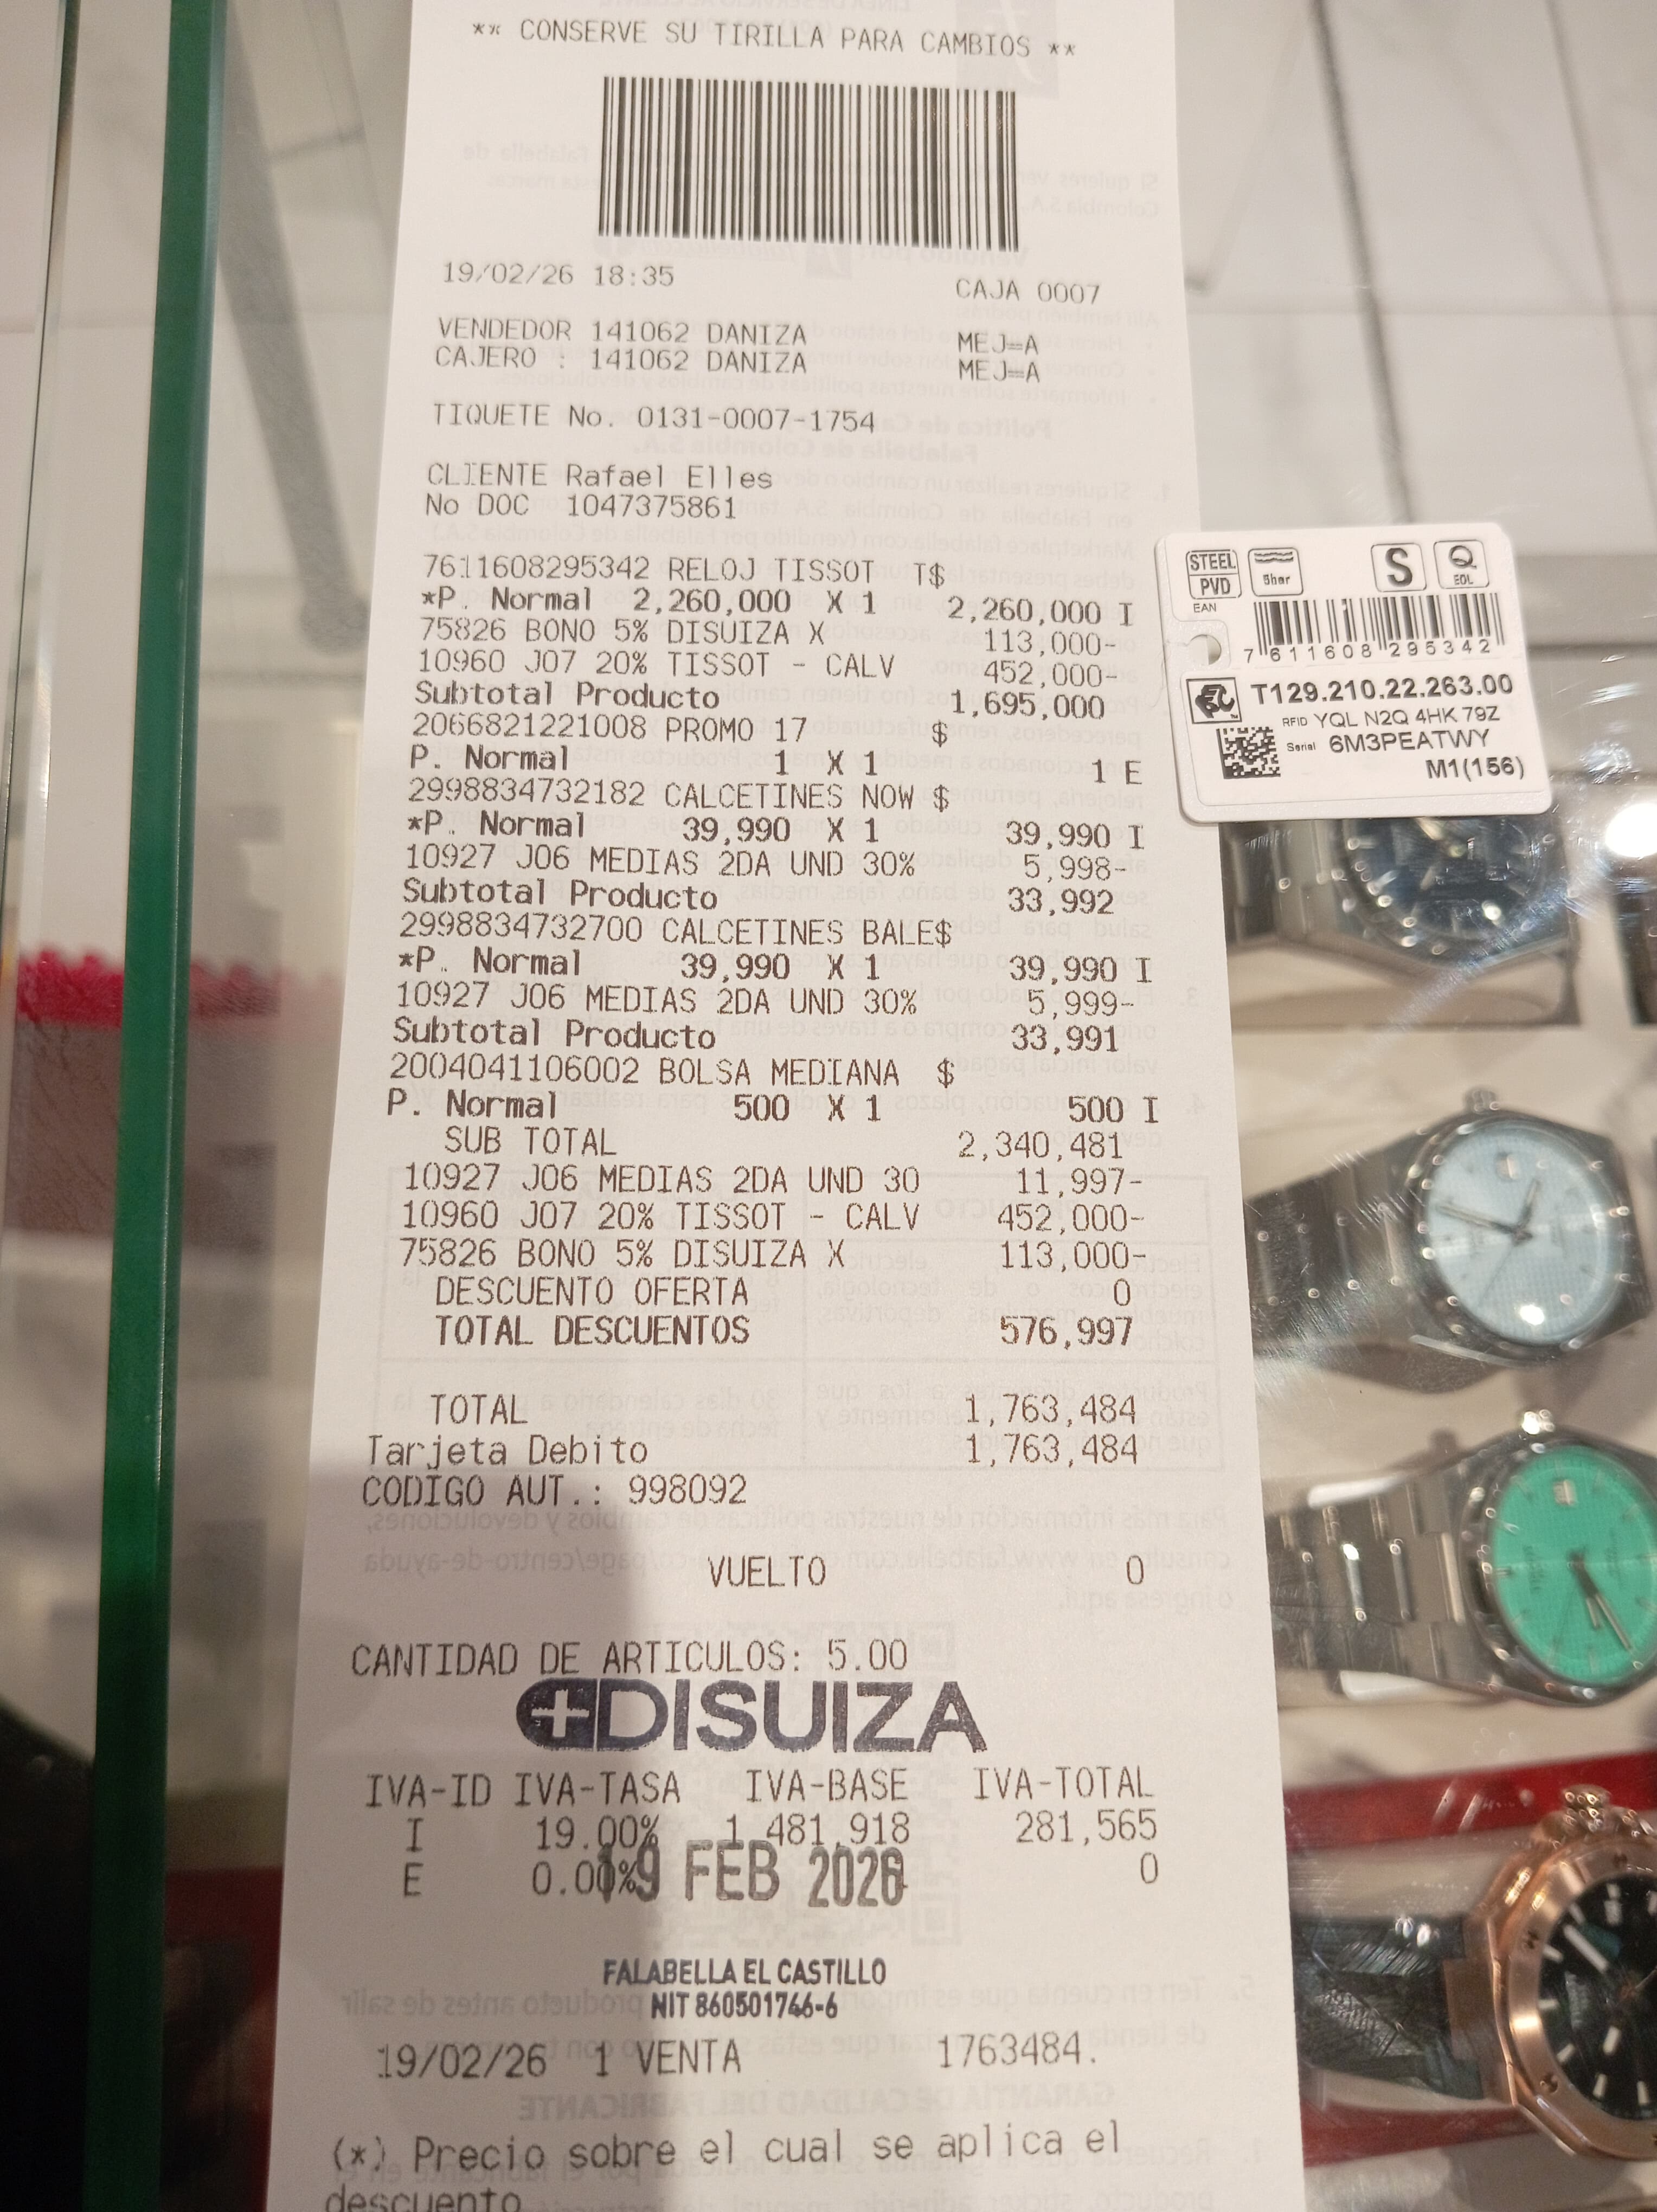 ** CONSERVE SU TIRILLA PARA CAMBIOS **
19/02/26 18:35 CAJA 0007
VENDEDOR 141062 DANIZA MEJ=A
CAJERO : 141062 DANIZA MEJ=A
TIQUETE No. 0131-0007-1754
CLIENTE Rafael Elles
No DOC 1047375861
7611608295342 RELOJ TISSOT T$
*P. Normal 2,260,000 X 1 2,260,000 I
75826 BONO 5% DISUIZA X 113,000-
10960 J07 20% TISSOT - CALV 452,000-
Subtotal Producto 1,695,000
2066821221008 PROMO 17 $
P. Normal 1 X 1 1 E
2998834732182 CALCETINES NOW $
*P. Normal 39,990 X 1 39,990 I
10927 J06 MEDIAS 2DA UND 30% 5,998-
Subtotal Producto 33,992
2998834732700 CALCETINES BALE$
*P. Normal 39,990 X 1 39,990 I
10927 J06 MEDIAS 2DA UND 30% 5,999-
Subtotal Producto 33,991
2004041106002 BOLSA MEDIANA $
P. Normal 500 X 1 500 I
SUB TOTAL 2,340,481
10927 J06 MEDIAS 2DA UND 30 11,997-
10960 J07 20% TISSOT - CALV 452,000-
75826 BONO 5% DISUIZA X 113,000-
DESCUENTO OFERTA 0
TOTAL DESCUENTOS 576,997
TOTAL 1,763,484
Tarjeta Debito 1,763,484
CODIGO AUT.: 998092
VUELTO 0
CANTIDAD DE ARTICULOS: 5.00
DISUIZA
IVA-ID IVA-TASA IVA-BASE IVA-TOTAL
I 19.00% 1,481,918 281,565
E 0.00% 0
19 FEB 2026
FALABELLA EL CASTILLO
NIT 860501746-6
19/02/26 1 VENTA 1763484.
(*) Precio sobre el cual se aplica el
descuento
STEEL
PVD
5bar
S
Q
EOL
EAN
7 611608 295342
T129.210.22.263.00
RFID YQL N2Q 4HK 79Z
Serial 6M3PEATWY
M1(156)